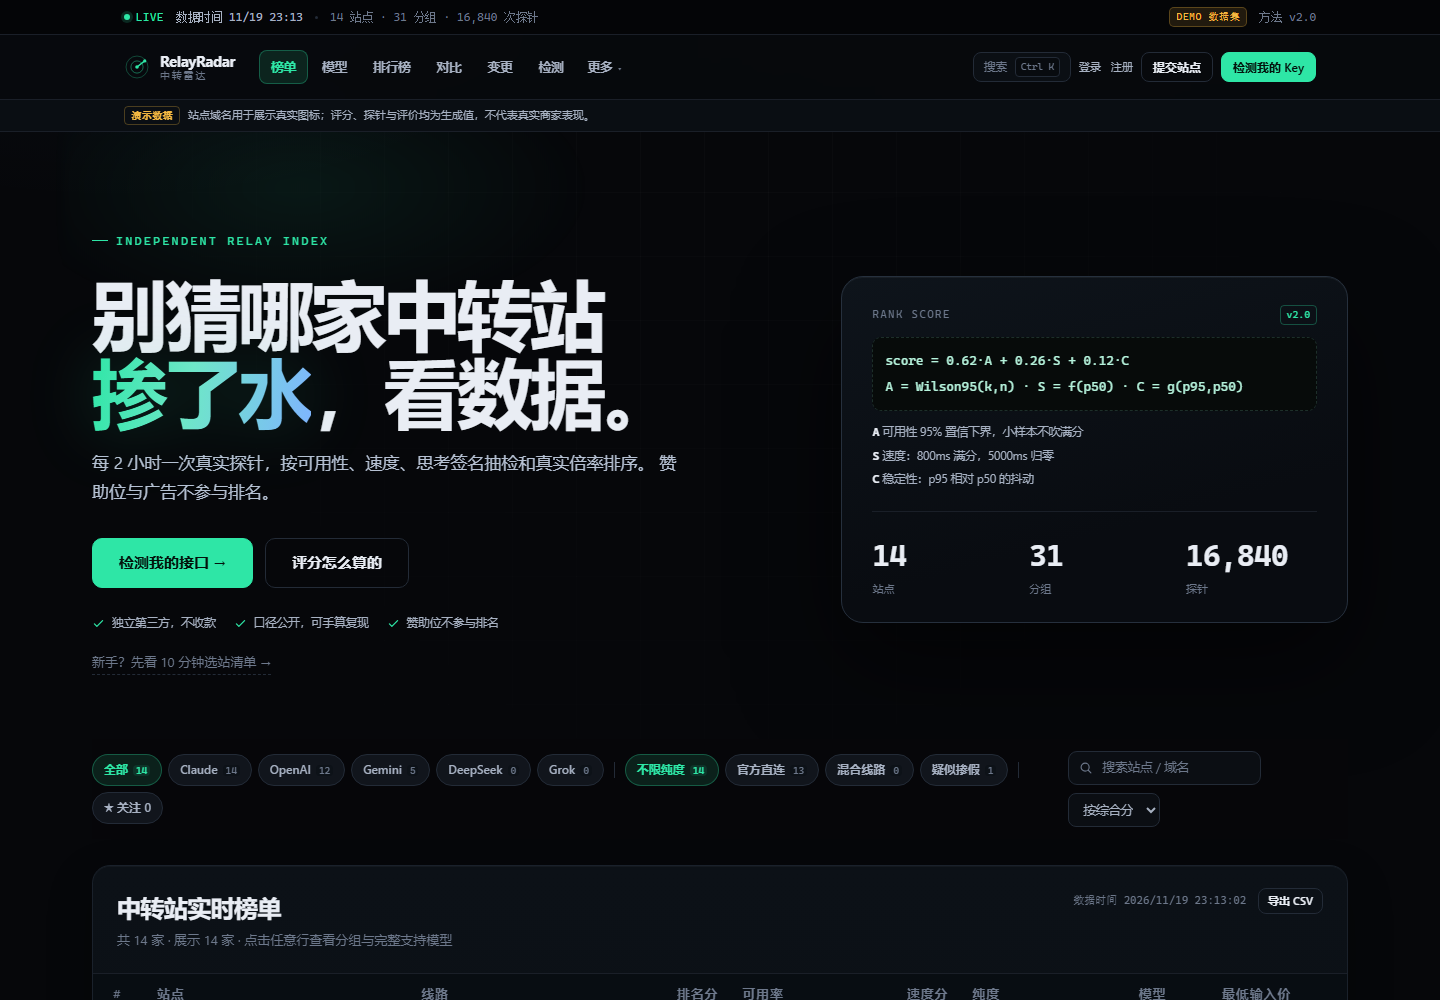 LIVE 数据时间 11/19 23:13 · 14 站点 · 31 分组 · 16,840 次探针
DEMO 数据集 方法 v2.0
RelayRadar
中转雷达
榜单 模型 排行榜 对比 变更 检测 更多
搜索 Ctrl K 登录 注册 提交站点 检测我的 Key
演示数据 站点域名用于展示真实图标；评分、探针与评价均为生成值，不代表真实商家表现。
INDEPENDENT RELAY INDEX
别猜哪家中转站
掺了水，看数据。
每 2 小时一次真实探针，按可用性、速度、思考签名抽检和真实倍率排序。 赞
助位与广告不参与排名。
检测我的接口 →
评分怎么算的
独立第三方，不收款
口径公开，可手算复现
赞助位不参与排名
新手？先看 10 分钟选站清单 →
RANK SCORE v2.0
score = 0.62·A + 0.26·S + 0.12·C
A = Wilson95(k,n) · S = f(p50) · C = g(p95,p50)
A 可用性 95% 置信下界，小样本不吹满分
S 速度：800ms 满分，5000ms 归零
C 稳定性：p95 相对 p50 的抖动
14 31 16,840
站点 分组 探针
全部 14 Claude 14 OpenAI 12 Gemini 5 DeepSeek 0 Grok 0 不限纯度 14 官方直连 13 混合线路 0 疑似掺假 1
★ 关注 0
搜索站点 / 域名
按综合分
中转站实时榜单
共 14 家 · 展示 14 家 · 点击任意行查看分组与完整支持模型
数据时间 2026/11/19 23:13:02 导出 CSV
# 站点 线路 排名分 可用率 速度分 纯度 模型 最低输入价